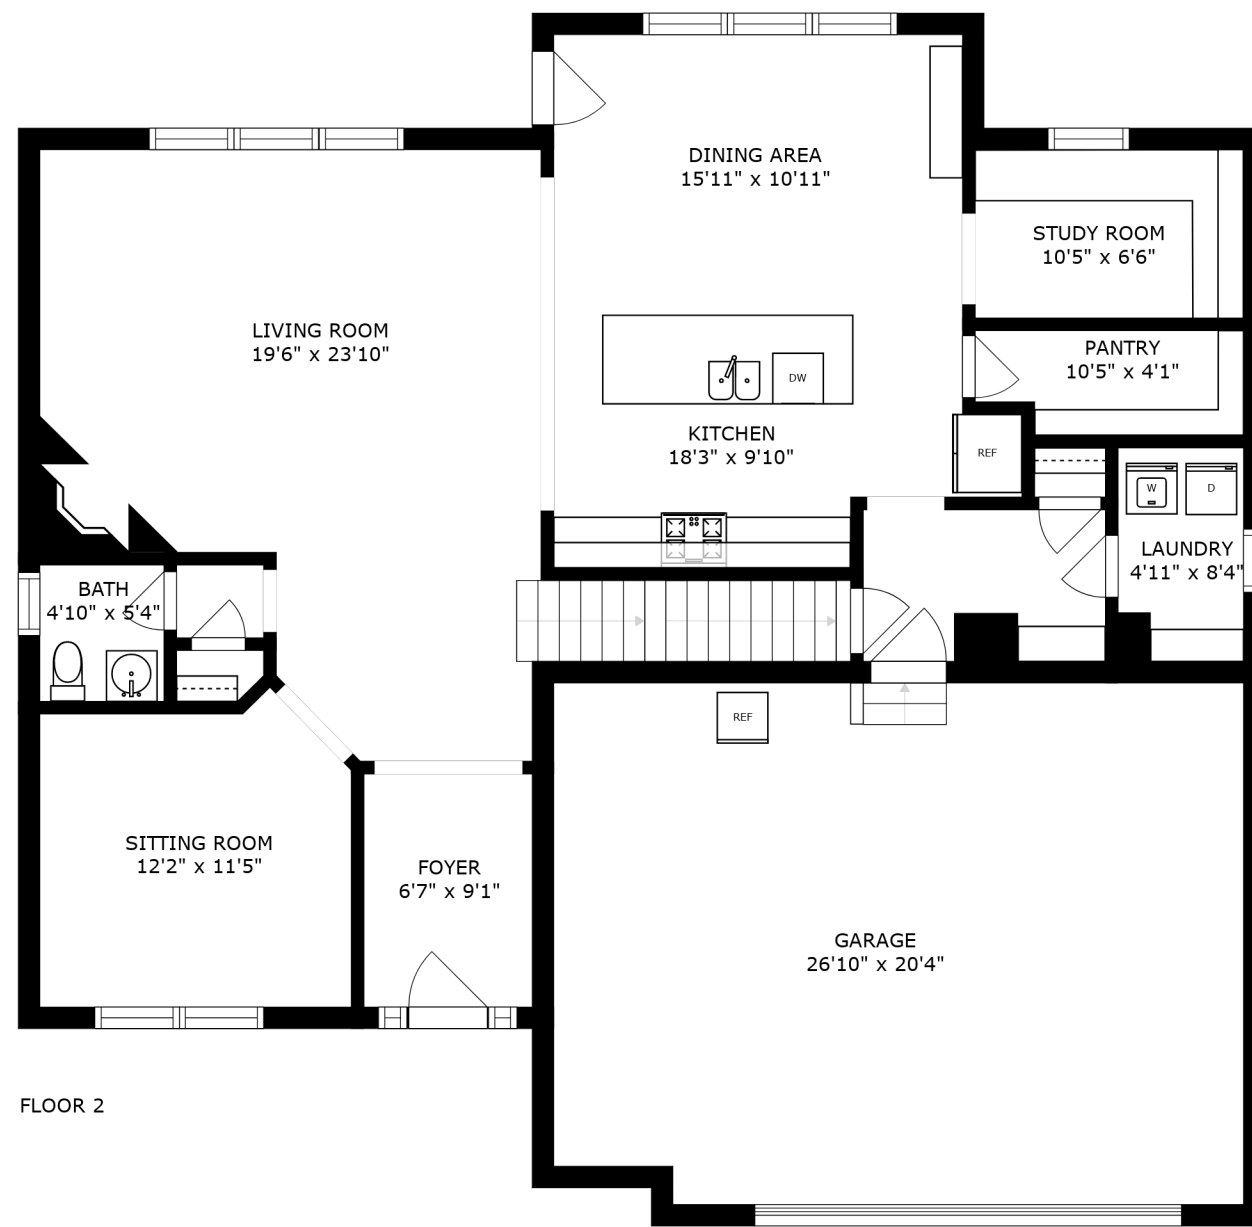 DINING AREA
15'11" x 10'11"
STUDY ROOM
10'5" x 6'6"
LIVING ROOM
19'6" x 23'10"
PANTRY
10'5" x 4'1"
DW
KITCHEN
18'3" x 9'10"
REF
W
D
LAUNDRY
4'11" x 8'4"
BATH
4'10" x 5'4"
REF
SITTING ROOM
12'2" x 11'5"
FOYER
6'7" x 9'1"
GARAGE
26'10" x 20'4"
FLOOR 2